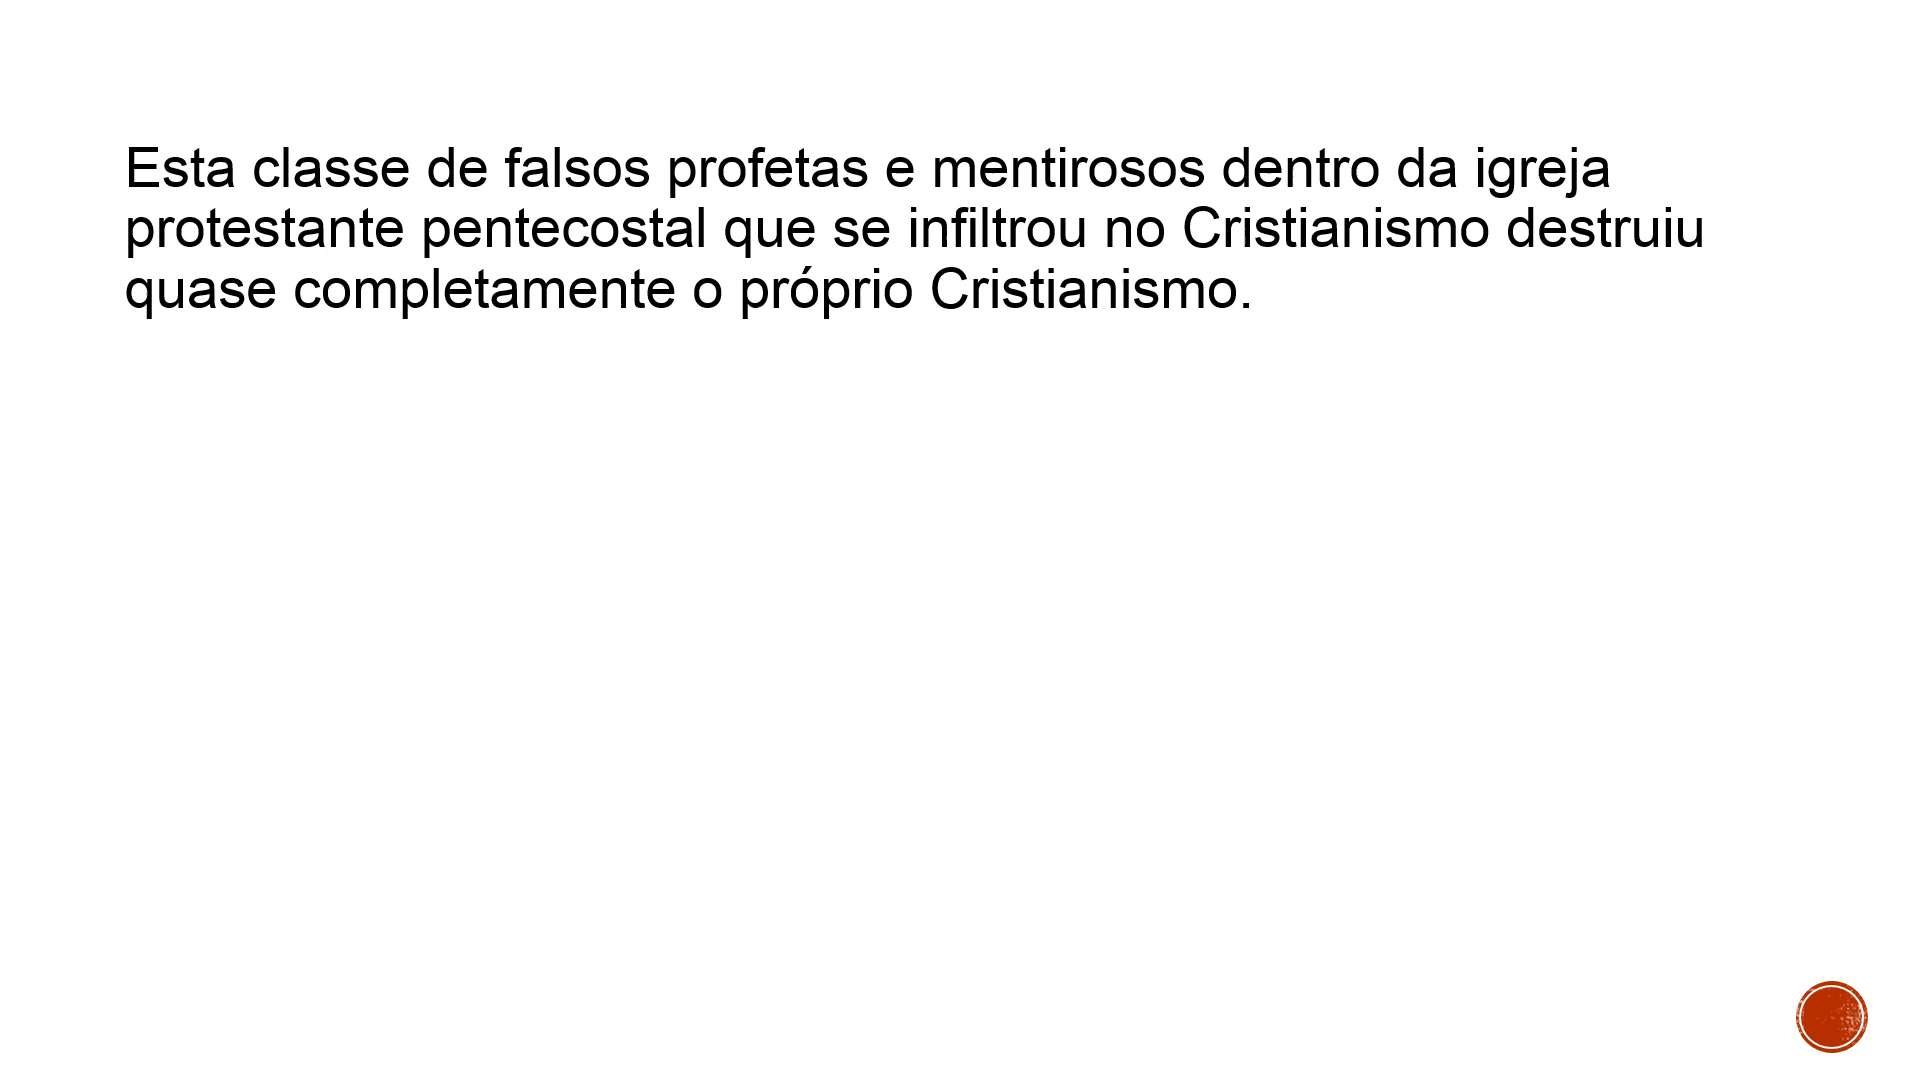 Esta classe de falsos profetas e mentirosos dentro da igreja
protestante pentecostal que se infiltrou no Cristianismo destruiu
quase completamente o próprio Cristianismo.